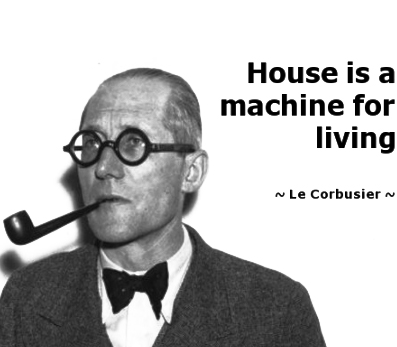 House is a
machine for
living
~ Le Corbusier ~